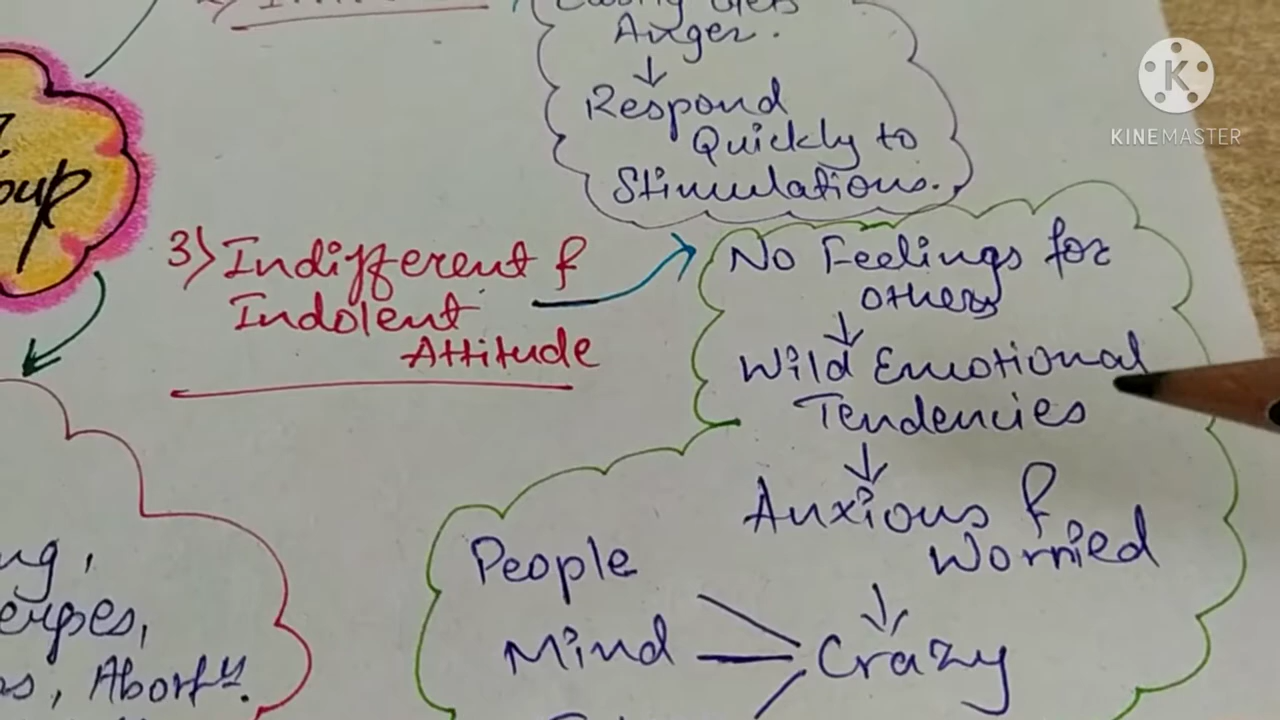 Anger.
↓
Respond
Quickly to
Stimulations.
K
KINEMASTER
oup
3) Indifferent &
Indolent
Attitude
No Feelings for
others
↓
Wild Emotional
Tendencies
↓
Anxious &
Worried
↓
People
Mind
Crazy